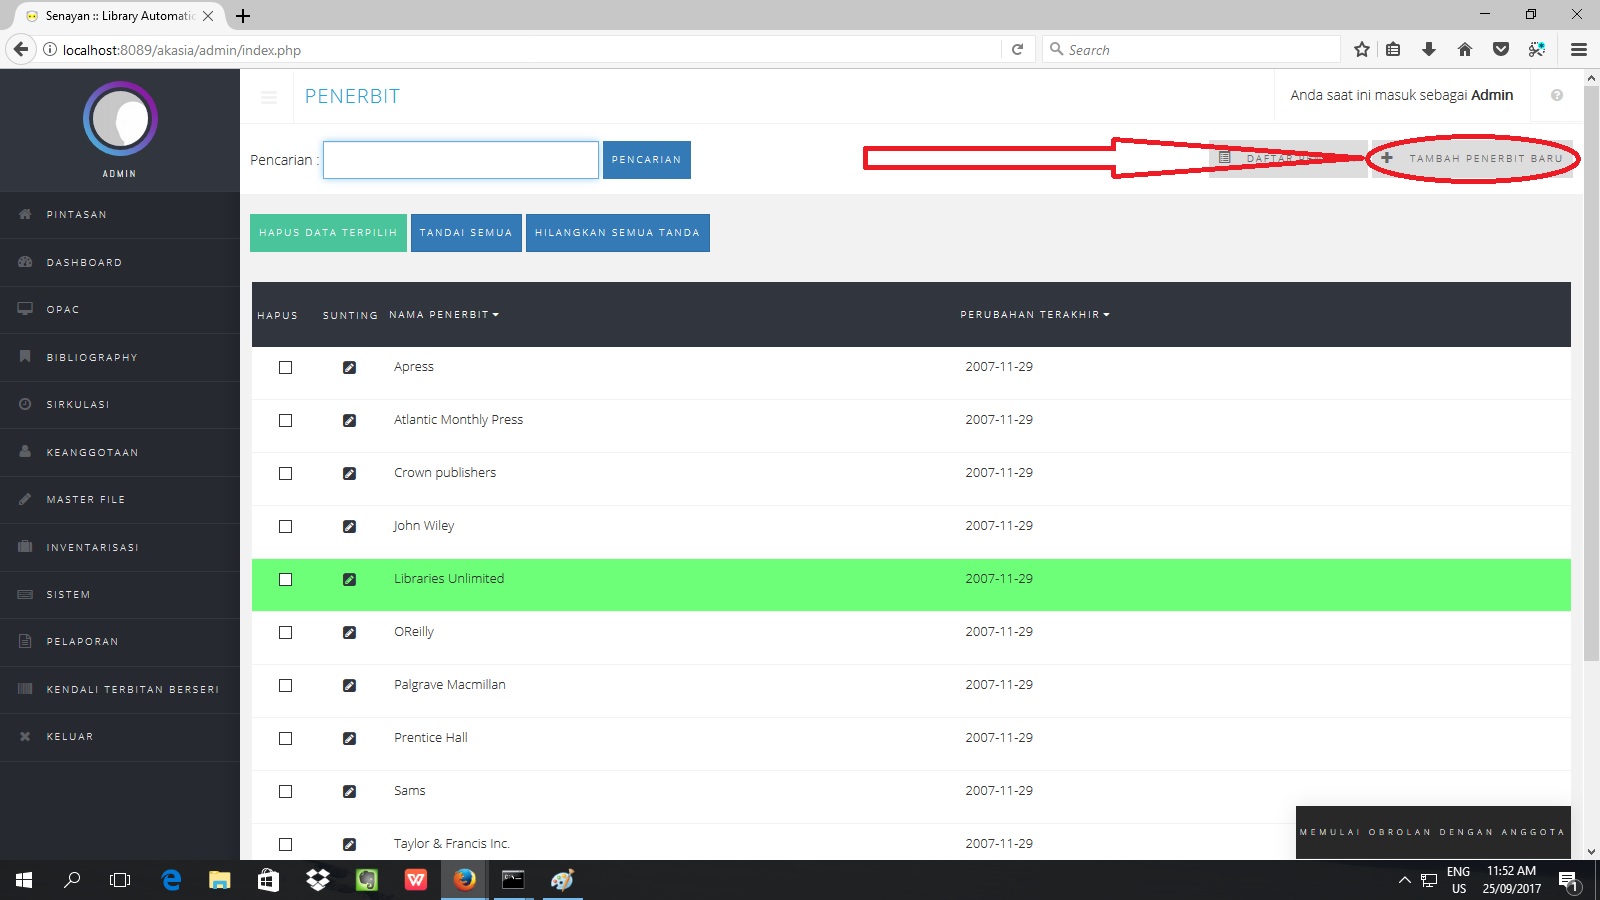 Senayan :: Library Automatic
localhost:8089/akasia/admin/index.php
Search
PENERBIT
Anda saat ini masuk sebagai Admin
ADMIN
Pencarian :
PENCARIAN
DAFTAR
TAMBAH PENERBIT BARU
HAPUS DATA TERPILIH
TANDAI SEMUA
HILANGKAN SEMUA TANDA
PINTASAN
DASHBOARD
OPAC
BIBLIOGRAPHY
SIRKULASI
KEANGGOTAAN
MASTER FILE
INVENTARISASI
SISTEM
PELAPORAN
KENDALI TERBITAN BERSERI
KELUAR
HAPUS SUNTING NAMA PENERBIT PERUBAHAN TERAKHIR
Apress 2007-11-29
Atlantic Monthly Press 2007-11-29
Crown publishers 2007-11-29
John Wiley 2007-11-29
Libraries Unlimited 2007-11-29
OReilly 2007-11-29
Palgrave Macmillan 2007-11-29
Prentice Hall 2007-11-29
Sams 2007-11-29
Taylor & Francis Inc. 2007-11-29
MEMULAI OBROLAN DENGAN ANGGOTA
ENG
US
11:52 AM
25/09/2017
1